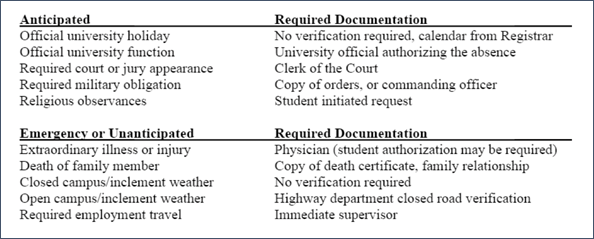 Anticipated Required Documentation
Official university holiday No verification required, calendar from Registrar
Official university function University official authorizing the absence
Required court or jury appearance Clerk of the Court
Required military obligation Copy of orders, or commanding officer
Religious observances Student initiated request
Emergency or Unanticipated Required Documentation
Extraordinary illness or injury Physician (student authorization may be required)
Death of family member Copy of death certificate, family relationship
Closed campus/inclement weather No verification required
Open campus/inclement weather Highway department closed road verification
Required employment travel Immediate supervisor